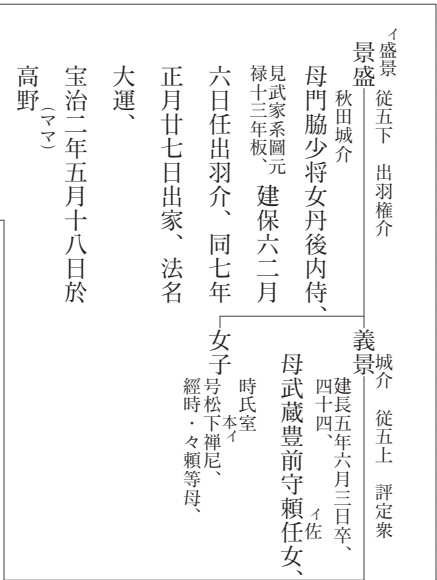 イ盛景 従五下 出羽権介
景盛
秋田城介
母門脇少将女丹後内侍、
見武家系圖元
禄十三年板、
建保六二月
六日任出羽介、同七年
正月廿七日出家、法名
大運、
宝治二年五月十八日於
高野
（ママ）
城介 従五上 評定衆
義景
建長五年六月三日卒、
四十四、
イ佐
母武蔵豊前守頼任女、
女子
時氏室
本イ
号松下禅尼、
經時・々頼等母、